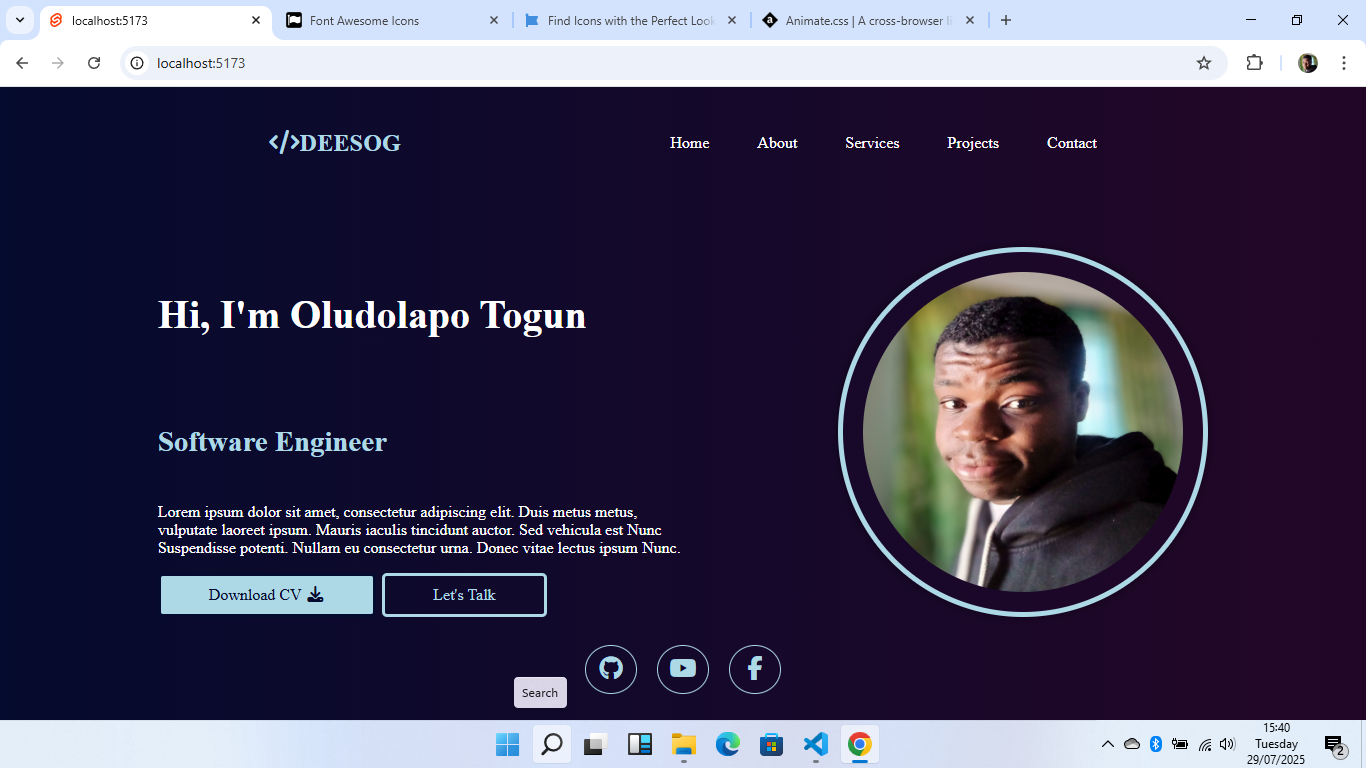 localhost:5173
Font Awesome Icons
Find Icons with the Perfect Look
Animate.css | A cross-browser li
localhost:5173
</>DEESOG
Home
About
Services
Projects
Contact
Hi, I'm Oludolapo Togun
Software Engineer
Lorem ipsum dolor sit amet, consectetur adipiscing elit. Duis metus metus,
vulputate laoreet ipsum. Mauris iaculis tincidunt auctor. Sed vehicula est Nunc
Suspendisse potenti. Nullam eu consectetur urna. Donec vitae lectus ipsum Nunc.
Download CV
Let's Talk
Search
15:40
Tuesday
29/07/2025
2